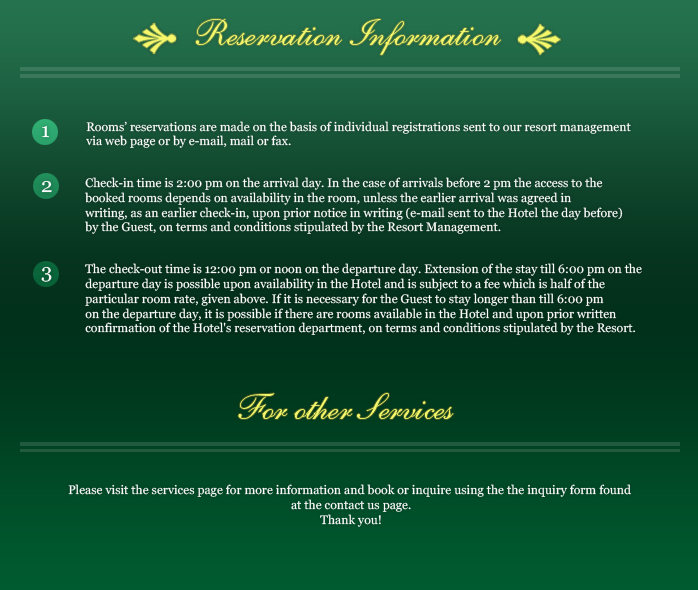 Reservation Information
1
Rooms' reservations are made on the basis of individual registrations sent to our resort management
via web page or by e-mail, mail or fax.
2
Check-in time is 2:00 pm on the arrival day. In the case of arrivals before 2 pm the access to the
booked rooms depends on availability in the room, unless the earlier arrival was agreed in
writing, as an earlier check-in, upon prior notice in writing (e-mail sent to the Hotel the day before)
by the Guest, on terms and conditions stipulated by the Resort Management.
3
The check-out time is 12:00 pm or noon on the departure day. Extension of the stay till 6:00 pm on the
departure day is possible upon availability in the Hotel and is subject to a fee which is half of the
particular room rate, given above. If it is necessary for the Guest to stay longer than till 6:00 pm
on the departure day, it is possible if there are rooms available in the Hotel and upon prior written
confirmation of the Hotel's reservation department, on terms and conditions stipulated by the Resort.
For other Services
Please visit the services page for more information and book or inquire using the the inquiry form found
at the contact us page.
Thank you!